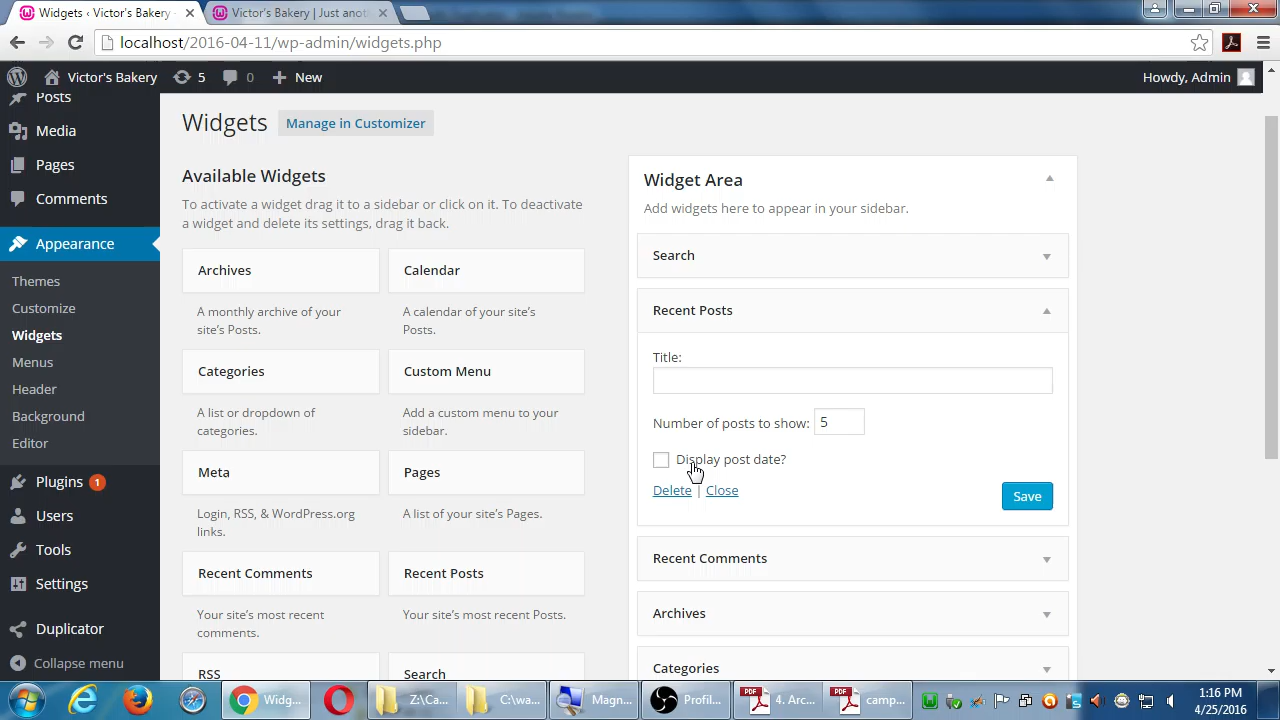 Widgets ‹ Victor's Bakery
Victor's Bakery | Just anot
localhost/2016-04-11/wp-admin/widgets.php
Victor's Bakery
5
0
New
Howdy, Admin
Posts
Media
Pages
Comments
Appearance
Themes
Customize
Widgets
Menus
Header
Background
Editor
Plugins 1
Users
Tools
Settings
Duplicator
Collapse menu
Widgets
Manage in Customizer
Available Widgets
To activate a widget drag it to a sidebar or click on it. To deactivate
a widget and delete its settings, drag it back.
Archives
Calendar
A monthly archive of your
site's Posts.
A calendar of your site's
Posts.
Categories
Custom Menu
A list or dropdown of
categories.
Add a custom menu to your
sidebar.
Meta
Pages
Login, RSS, & WordPress.org
links.
A list of your site's Pages.
Recent Comments
Recent Posts
Your site's most recent
comments.
Your site's most recent Posts.
RSS
Search
Widget Area
Add widgets here to appear in your sidebar.
Search
Recent Posts
Title:
Number of posts to show: 5
Display post date?
Delete | Close
Save
Recent Comments
Archives
Categories
Widg...
Z:\Ca...
C:\wa...
Magn...
Profil...
4. Arc...
camp...
1:16 PM
4/25/2016